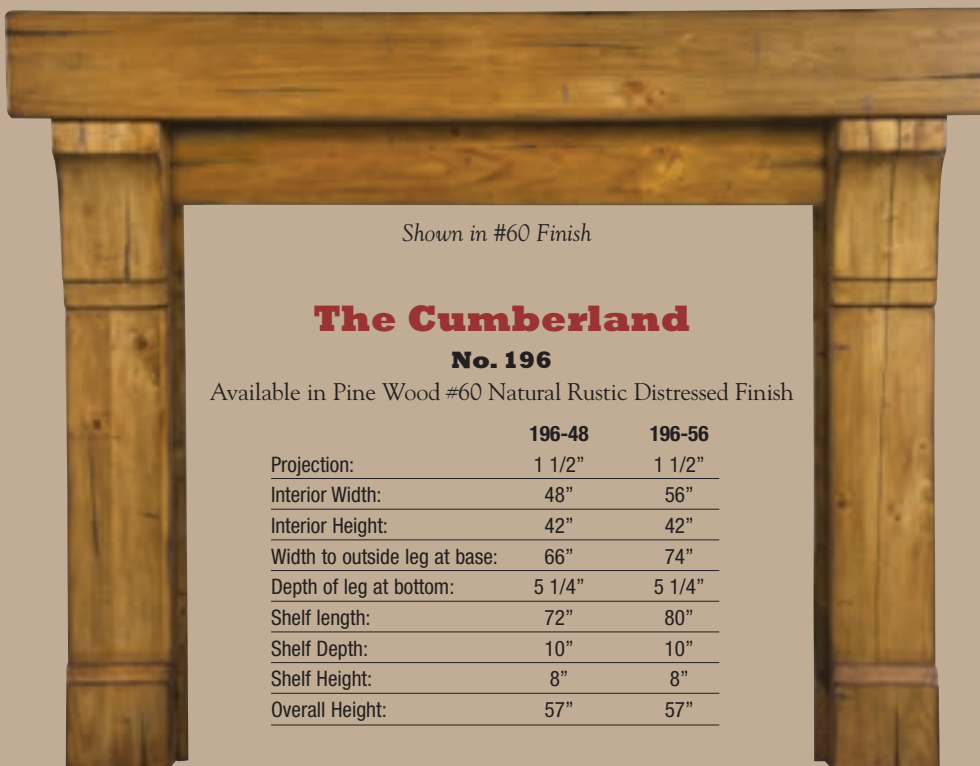 Shown in #60 Finish
The Cumberland
No. 196
Available in Pine Wood #60 Natural Rustic Distressed Finish
196-48 196-56
Projection: 1 1/2” 1 1/2”
Interior Width: 48” 56”
Interior Height: 42” 42”
Width to outside leg at base: 66” 74”
Depth of leg at bottom: 5 1/4” 5 1/4”
Shelf length: 72” 80”
Shelf Depth: 10” 10”
Shelf Height: 8” 8”
Overall Height: 57” 57”